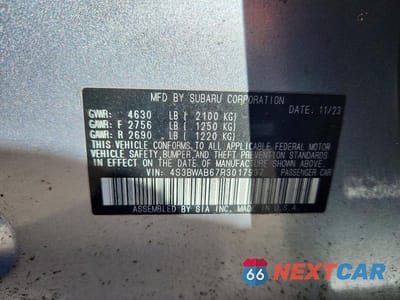 MFD BY SUBARU CORPORATION
DATE. 11/23
GVWR: 4630 LB ( 2100 KG)
GAWR: F 2756 LB ( 1250 KG)
GAWR: R 2690 LB ( 1220 KG)
THIS VEHICLE CONFORMS TO ALL APPLICABLE FEDERAL MOTOR
VEHICLE SAFETY, BUMPER, AND THEFT PREVENTION STANDARDS
IN EFFECT ON THE DATE OF MANUFACTURE SHOWN ABOVE.
VIN: 4S3BWAB67R3017537 PASSENGER CAR
ASSEMBLED BY SIA INC. MADE IN U.S.A.
66 NEXTCAR